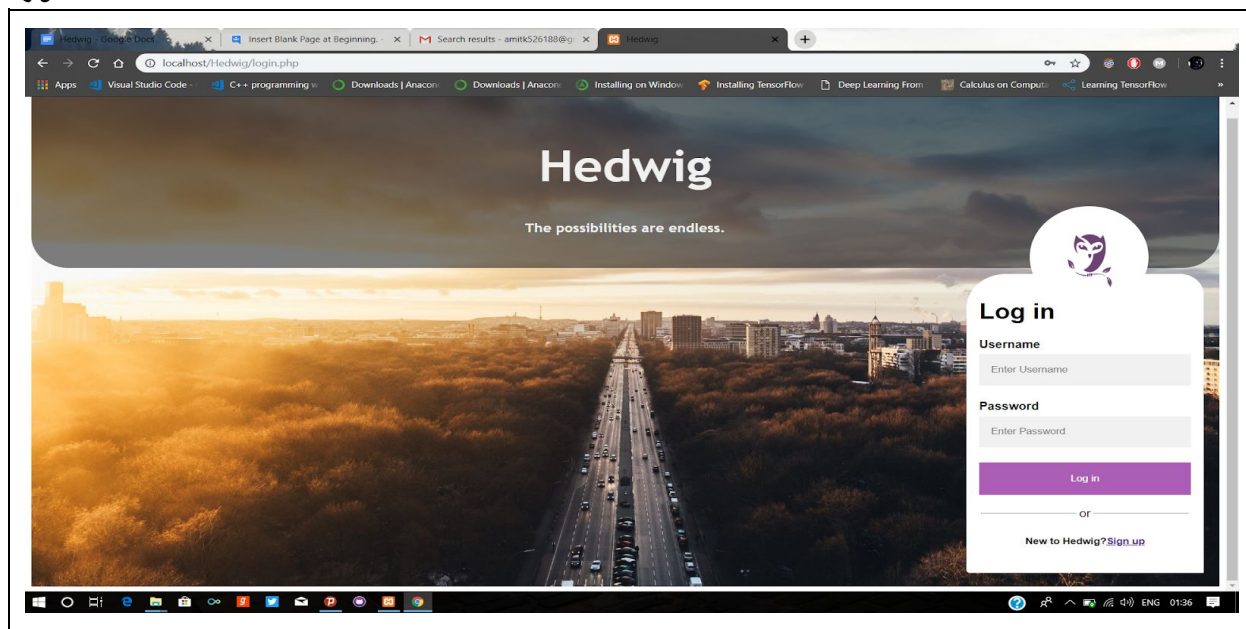 Hedwig - Google Docs
Insert Blank Page at Beginning. -
Search results - amitk526188@g
Hedwig
localhost/Hedwig/login.php
Apps
Visual Studio Code -
C++ programming w
Downloads | Anacon
Downloads | Anacon
Installing on Window
Installing TensorFlow
Deep Learning From
Calculus on Computa
Learning TensorFlow
»
Hedwig
The possibilities are endless.
Log in
Username
Enter Username
Password
Enter Password
Log in
or
New to Hedwig?Sign up
ENG 01:36